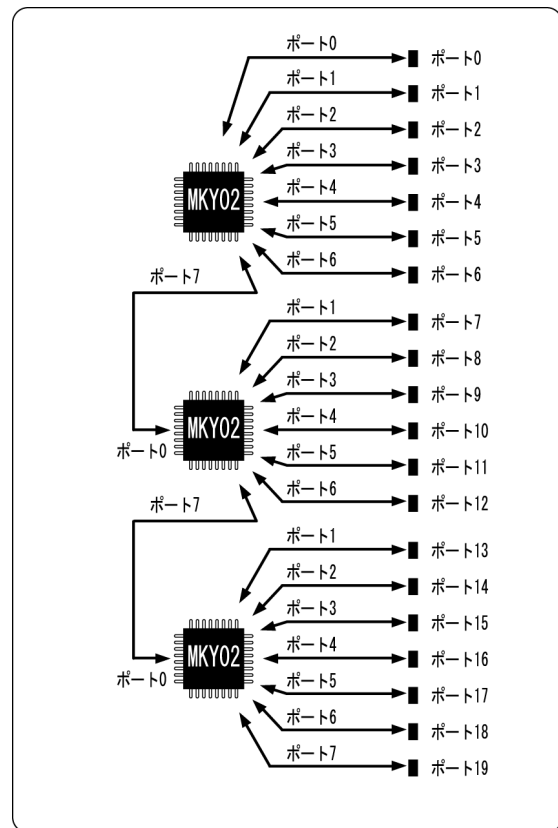 ポート0 ポート0
ポート1 ポート1
ポート2 ポート2
ポート3 ポート3
MKY02 ポート4 ポート4
ポート5 ポート5
ポート6 ポート6
ポート7
ポート1 ポート7
ポート2 ポート8
ポート3 ポート9
MKY02 ポート4 ポート10
ポート0 ポート5 ポート11
ポート6 ポート12
ポート7
ポート1 ポート13
ポート2 ポート14
ポート3 ポート15
MKY02 ポート4 ポート16
ポート0 ポート5 ポート17
ポート6 ポート18
ポート7 ポート19